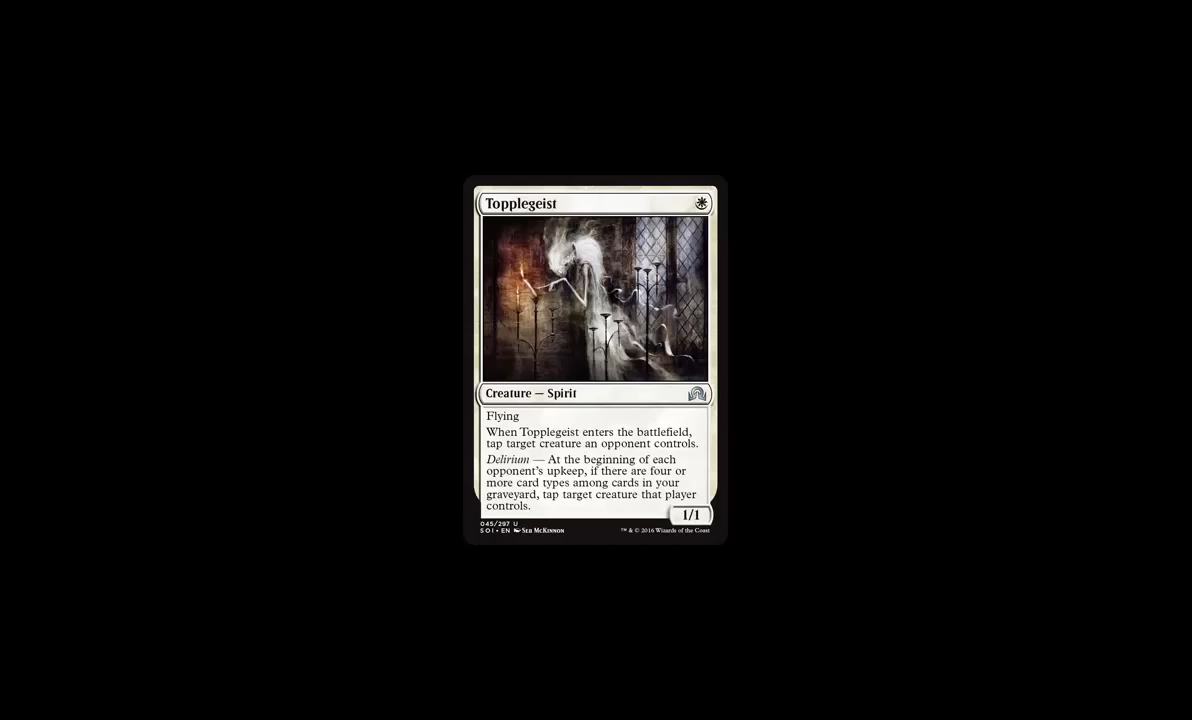 Topplegeist
Creature — Spirit
Flying
When Topplegeist enters the battlefield,
tap target creature an opponent controls.
Delirium — At the beginning of each
opponent's upkeep, if there are four or
more card types among cards in your
graveyard, tap target creature that player
controls.
1/1
045/297 U
SOI • EN Seb McKinnon
™ & © 2016 Wizards of the Coast